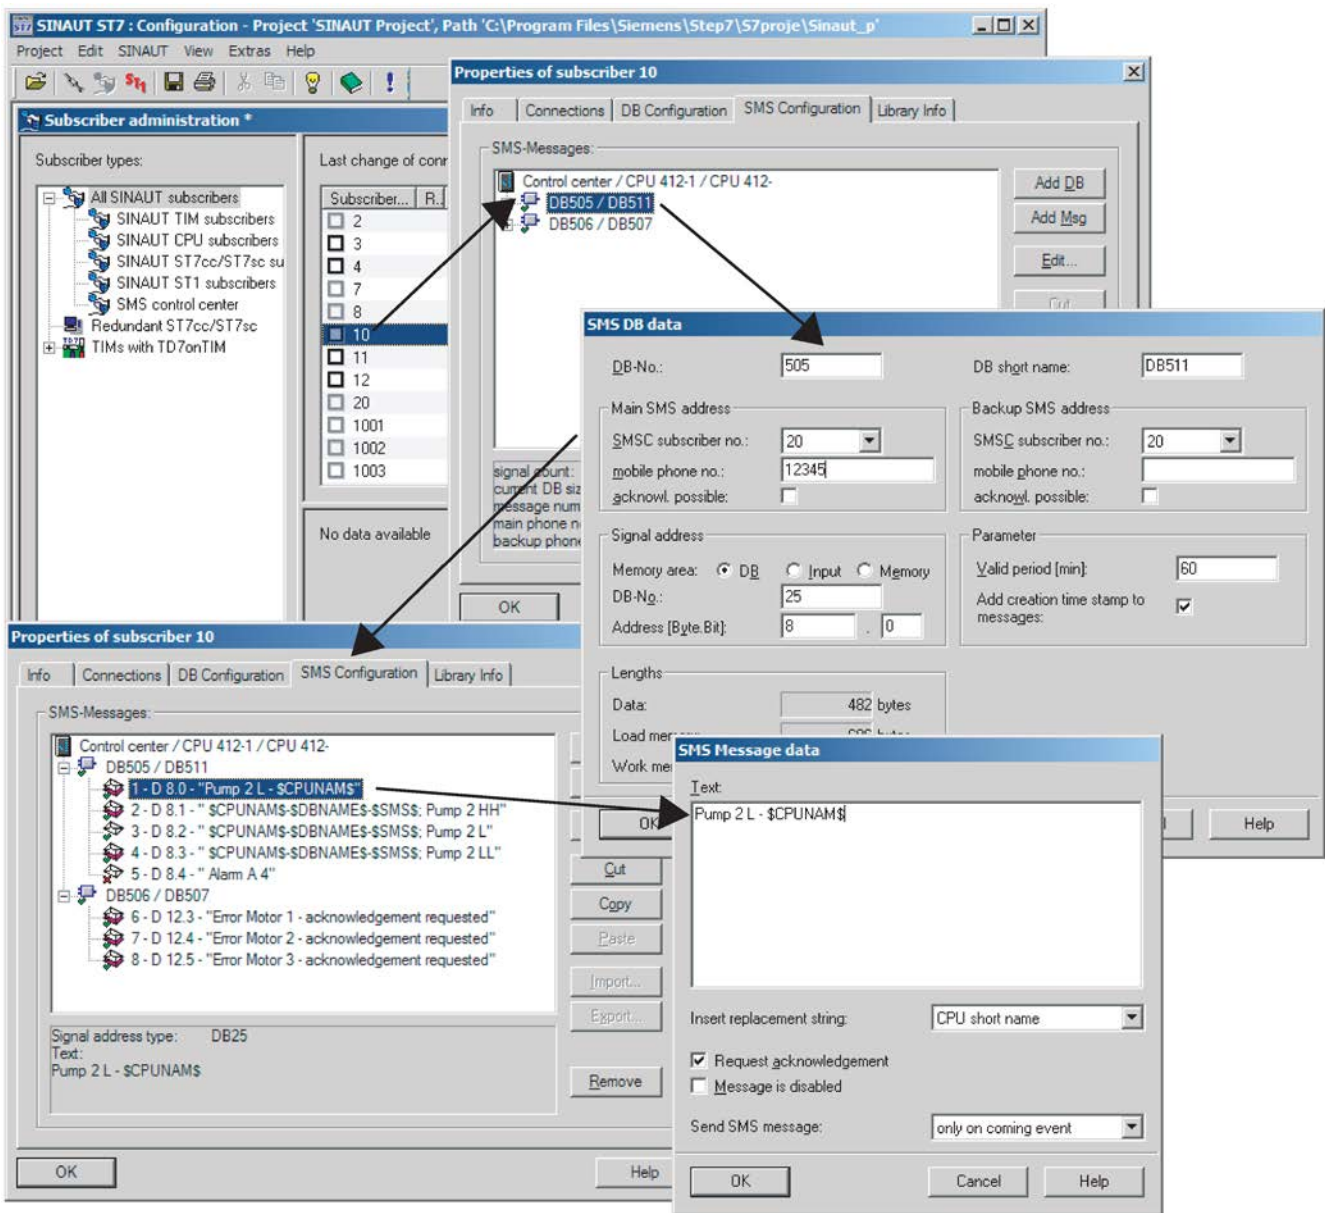 SINAUT ST7 : Configuration - Project 'SINAUT Project', Path 'C:\Program Files\Siemens\Step7\S7proje\Sinaut_p'
Project Edit SINAUT View Extras Help
Subscriber administration *
Subscriber types:
All SINAUT subscribers
SINAUT TIM subscribers
SINAUT CPU subscribers
SINAUT ST7cc/ST7sc su
SINAUT ST1 subscribers
SMS control center
Redundant ST7cc/ST7sc
TIMs with TD7onTIM
Last change of conr
Subscriber... R..
2
3
4
7
8
10
11
12
20
1001
1002
1003
No data available
Properties of subscriber 10
Info Connections DB Configuration SMS Configuration Library Info
SMS-Messages:
Control center / CPU 412-1 / CPU 412-
DB505 / DB511
DB506 / DB507
Add DB
Add Msg
Edit...
Cut
signal count:
current DB siz
message num
main phone n
backup phone
OK
SMS DB data
DB-No.: 505
DB short name: DB511
Main SMS address
SMSC subscriber no.: 20
mobile phone no.: 12345
acknowl. possible:
Backup SMS address
SMSC subscriber no.: 20
mobile phone no.:
acknowl. possible:
Signal address
Memory area: DB Input Memory
DB-No.: 25
Address [Byte.Bit]: 8 . 0
Parameter
Valid period [min]: 60
Add creation time stamp to
messages:
Lengths
Data: 482 bytes
Load mem
Work me
OK
Help
Properties of subscriber 10
Info Connections DB Configuration SMS Configuration Library Info
SMS-Messages:
Control center / CPU 412-1 / CPU 412-
DB505 / DB511
1 - D 8.0 - "Pump 2 L - $CPUNAM$"
2 - D 8.1 - " $CPUNAM$-$DBNAME$-$SMS$; Pump 2 HH"
3 - D 8.2 - " $CPUNAM$-$DBNAME$-$SMS$; Pump 2 L"
4 - D 8.3 - " $CPUNAM$-$DBNAME$-$SMS$; Pump 2 LL"
5 - D 8.4 - " Alarm A 4"
DB506 / DB507
6 - D 12.3 - "Error Motor 1 - acknowledgement requested"
7 - D 12.4 - "Error Motor 2 - acknowledgement requested"
8 - D 12.5 - "Error Motor 3 - acknowledgement requested"
Cut
Copy
Paste
Import...
Export...
Remove
Signal address type: DB25
Text:
Pump 2 L - $CPUNAM$
OK
Help
SMS Message data
Text:
Pump 2 L - $CPUNAM$
Insert replacement string: CPU short name
Request acknowledgement
Message is disabled
Send SMS message: only on coming event
OK
Cancel
Help